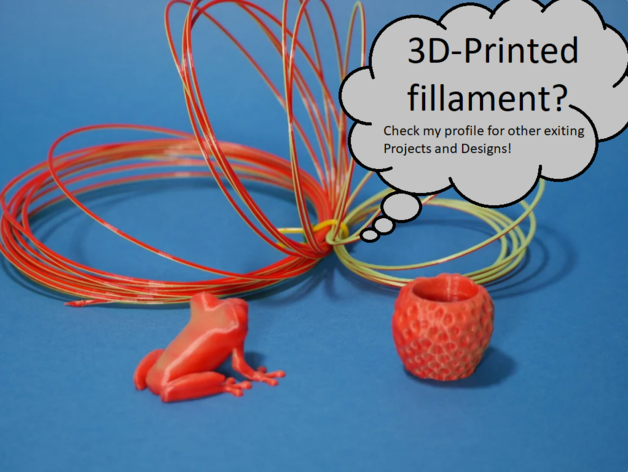 3D-Printed
fillament?
Check my profile for other exiting
Projects and Designs!